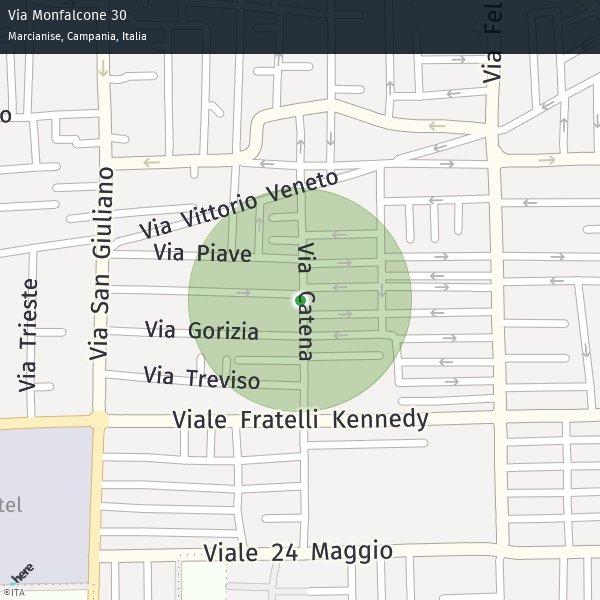 Via Monfalcone 30
Marcianise, Campania, Italia
Via Fel
o
Via Vittorio Veneto
Via San Giuliano
Via Piave
Via Catena
Via Trieste
Via Gorizia
Via Treviso
Viale Fratelli Kennedy
tel
Viale 24 Maggio
here
©ITA